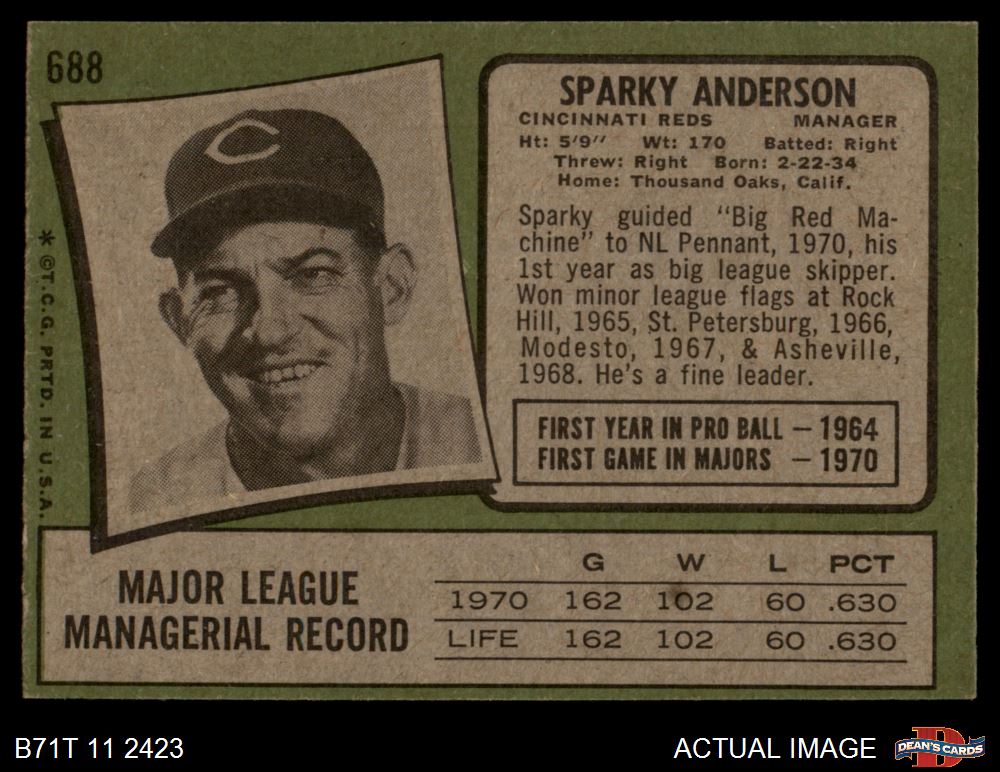 688
SPARKY ANDERSON
CINCINNATI REDS MANAGER
Ht: 5'9" Wt: 170 Batted: Right
Threw: Right Born: 2-22-34
Home: Thousand Oaks, Calif.
Sparky guided "Big Red Ma-
chine" to NL Pennant, 1970, his
1st year as big league skipper.
Won minor league flags at Rock
Hill, 1965, St. Petersburg, 1966,
Modesto, 1967, & Asheville,
1968. He's a fine leader.
FIRST YEAR IN PRO BALL — 1964
FIRST GAME IN MAJORS — 1970
* ©T.C.G. PRTD. IN U.S.A.
MAJOR LEAGUE
MANAGERIAL RECORD
G W L PCT
1970 162 102 60 .630
LIFE 162 102 60 .630
B71T 11 2423
ACTUAL IMAGE
D
DEAN'S CARDS